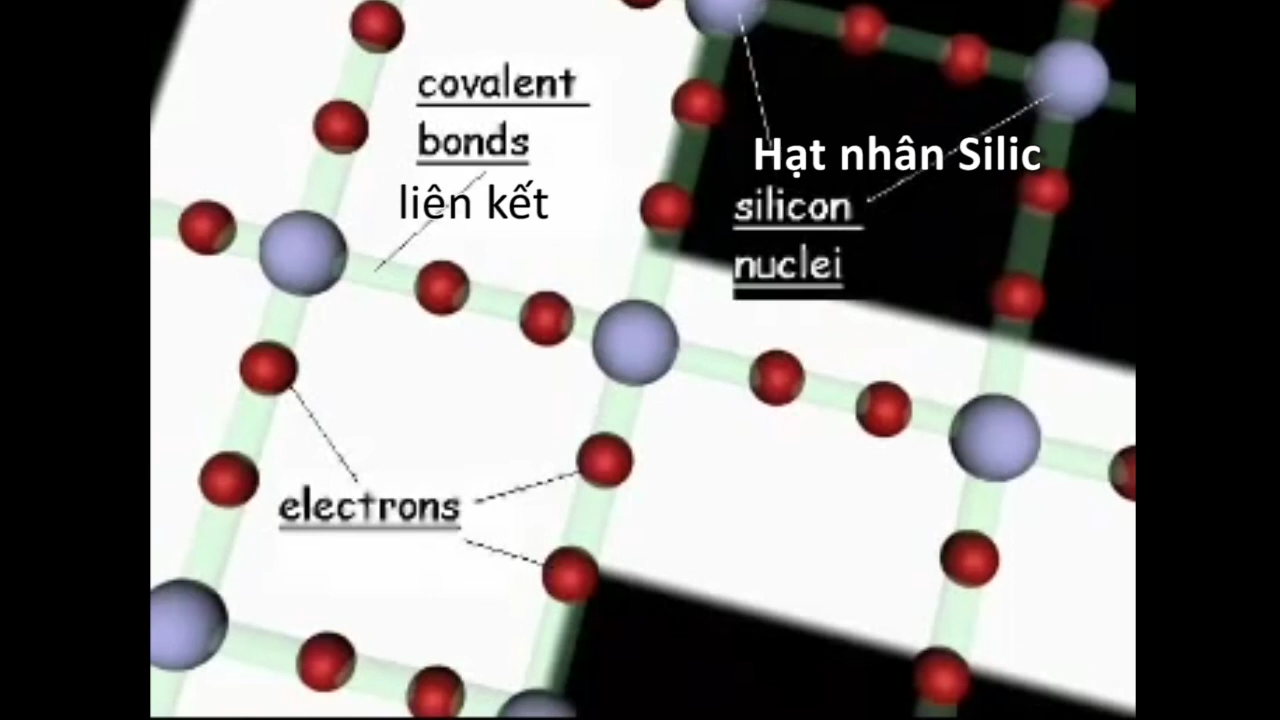 covalent
bonds
liên kết
Hạt nhân Silic
silicon
nuclei
electrons